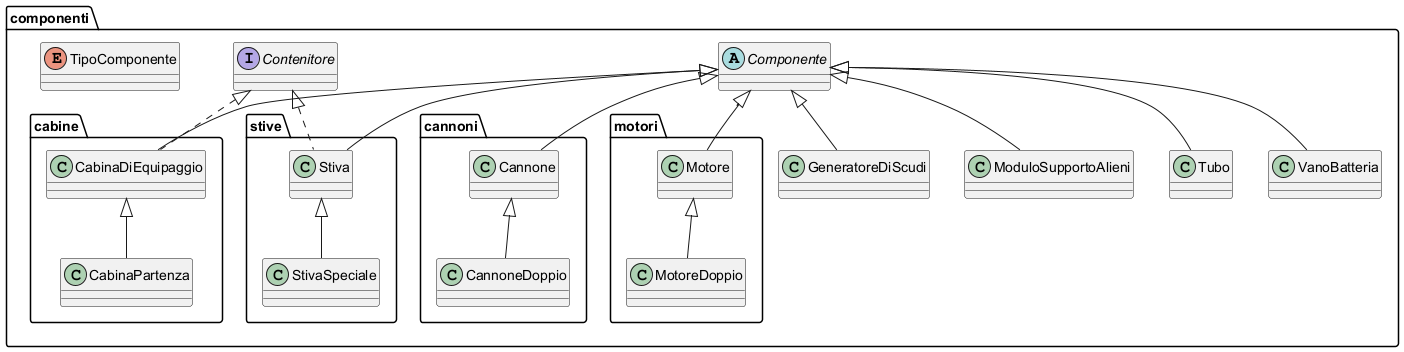 componenti
E TipoComponente
I Contenitore
A Componente
cabine
stive
cannoni
motori
C CabinaDiEquipaggio
C Stiva
C Cannone
C Motore
C GeneratoreDiScudi
C ModuloSupportoAlieni
C Tubo
C VanoBatteria
C CabinaPartenza
C StivaSpeciale
C CannoneDoppio
C MotoreDoppio